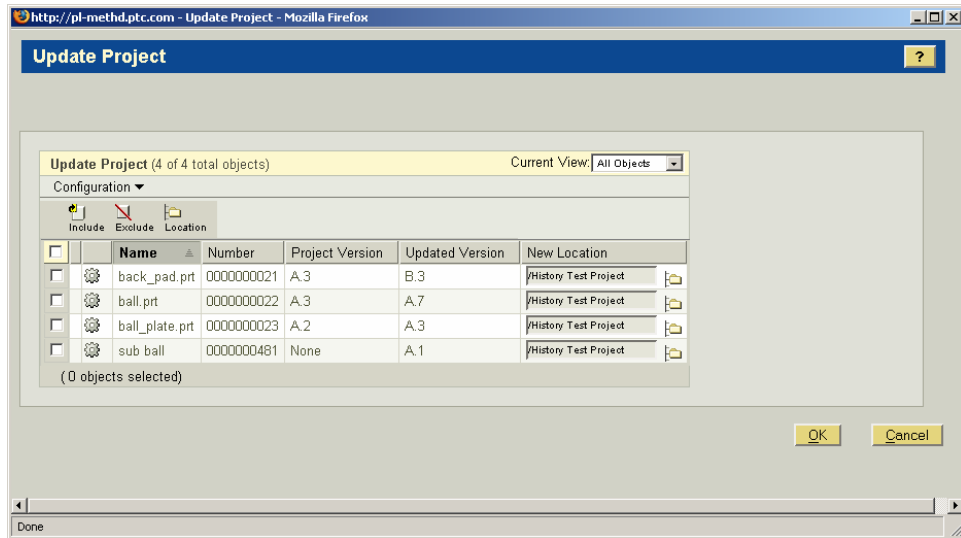 http://pl-methd.ptc.com - Update Project - Mozilla Firefox
Update Project
?
Update Project (4 of 4 total objects) Current View: All Objects
Configuration
Include Exclude Location
Name Number Project Version Updated Version New Location
back_pad.prt 0000000021 A.3 B.3 /History Test Project
ball.prt 0000000022 A.3 A.7 /History Test Project
ball_plate.prt 0000000023 A.2 A.3 /History Test Project
sub ball 0000000481 None A.1 /History Test Project
(0 objects selected)
OK Cancel
Done